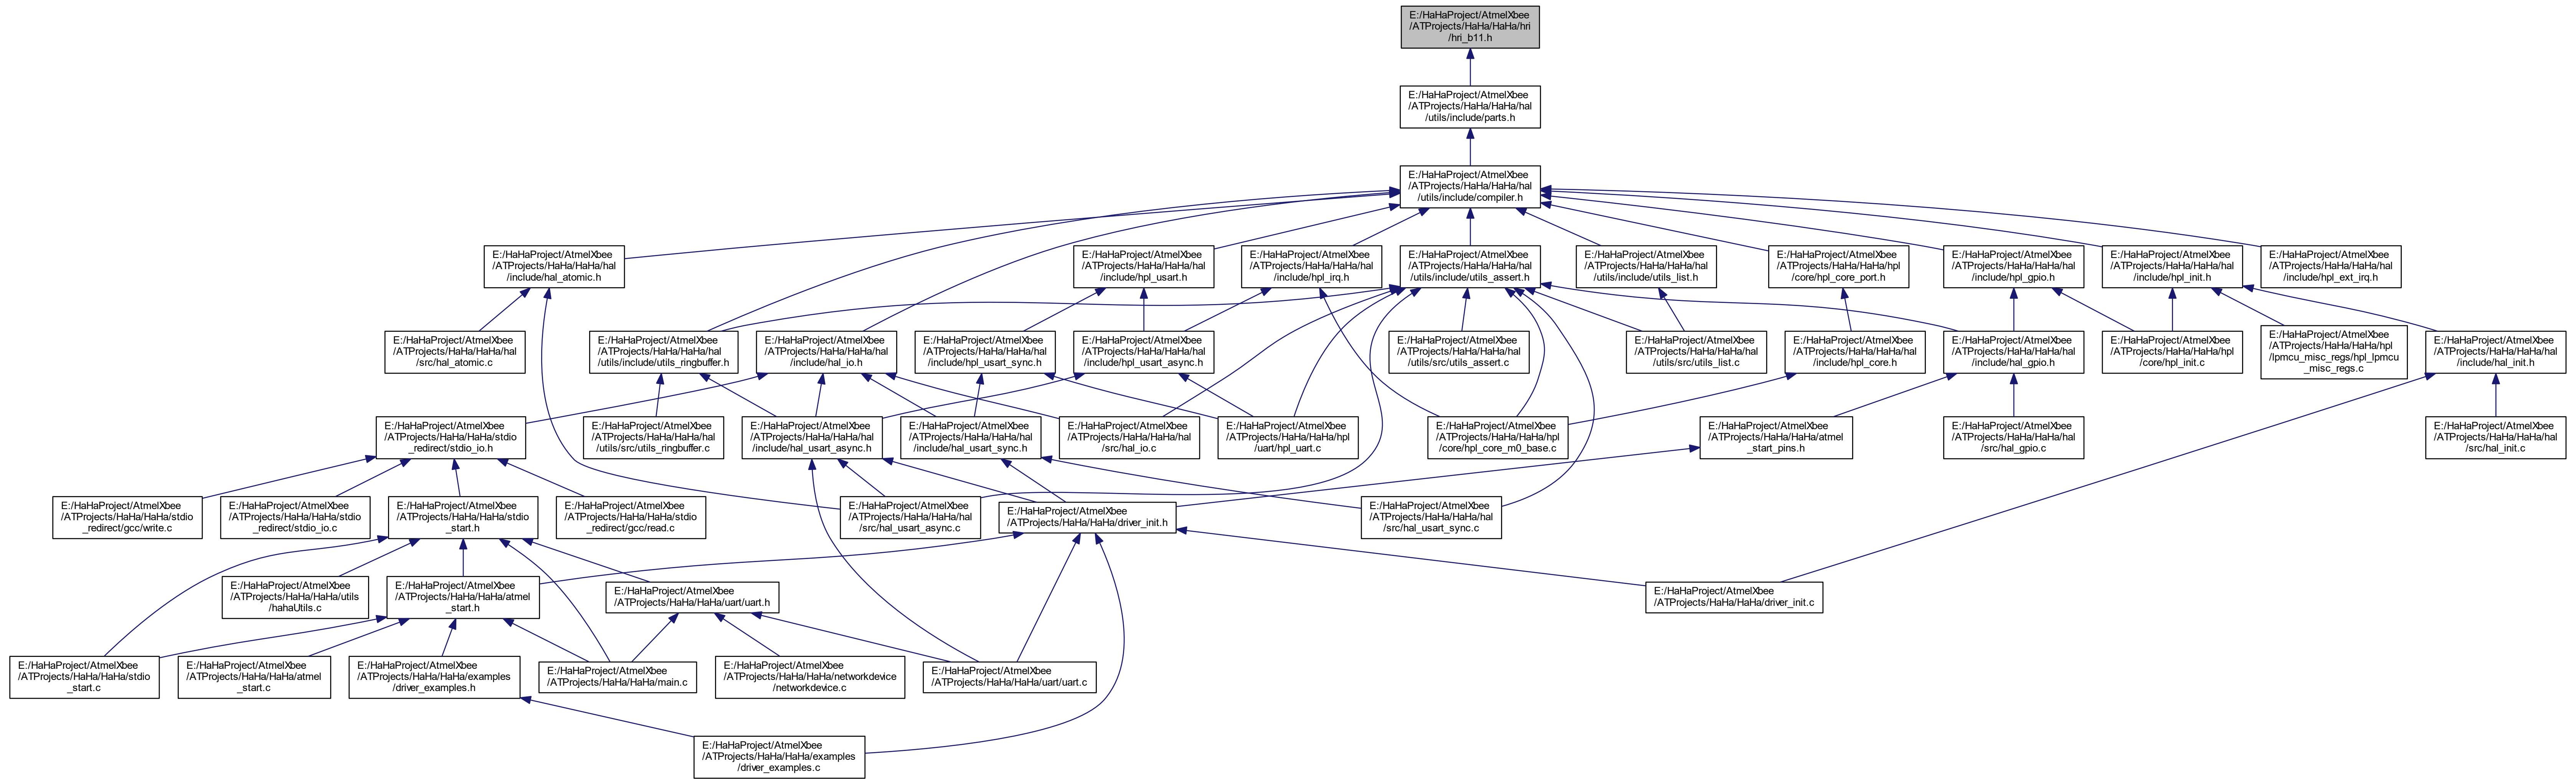 E:/HaHaProject/AtmelXbee
/ATProjects/HaHa/HaHa/hri
/hri_b11.h
E:/HaHaProject/AtmelXbee
/ATProjects/HaHa/HaHa/hal
/utils/include/parts.h
E:/HaHaProject/AtmelXbee
/ATProjects/HaHa/HaHa/hal
/utils/include/compiler.h
E:/HaHaProject/AtmelXbee
/ATProjects/HaHa/HaHa/hal
/include/hal_atomic.h
E:/HaHaProject/AtmelXbee
/ATProjects/HaHa/HaHa/hal
/include/hpl_usart.h
E:/HaHaProject/AtmelXbee
/ATProjects/HaHa/HaHa/hal
/include/hpl_irq.h
E:/HaHaProject/AtmelXbee
/ATProjects/HaHa/HaHa/hal
/utils/include/utils_assert.h
E:/HaHaProject/AtmelXbee
/ATProjects/HaHa/HaHa/hal
/utils/include/utils_list.h
E:/HaHaProject/AtmelXbee
/ATProjects/HaHa/HaHa/hpl
/core/hpl_core_port.h
E:/HaHaProject/AtmelXbee
/ATProjects/HaHa/HaHa/hal
/include/hpl_gpio.h
E:/HaHaProject/AtmelXbee
/ATProjects/HaHa/HaHa/hal
/include/hpl_init.h
E:/HaHaProject/AtmelXbee
/ATProjects/HaHa/HaHa/hal
/include/hpl_ext_irq.h
E:/HaHaProject/AtmelXbee
/ATProjects/HaHa/HaHa/hal
/src/hal_atomic.c
E:/HaHaProject/AtmelXbee
/ATProjects/HaHa/HaHa/hal
/utils/include/utils_ringbuffer.h
E:/HaHaProject/AtmelXbee
/ATProjects/HaHa/HaHa/hal
/include/hal_io.h
E:/HaHaProject/AtmelXbee
/ATProjects/HaHa/HaHa/hal
/include/hpl_usart_sync.h
E:/HaHaProject/AtmelXbee
/ATProjects/HaHa/HaHa/hal
/include/hpl_usart_async.h
E:/HaHaProject/AtmelXbee
/ATProjects/HaHa/HaHa/hal
/utils/src/utils_assert.c
E:/HaHaProject/AtmelXbee
/ATProjects/HaHa/HaHa/hal
/utils/src/utils_list.c
E:/HaHaProject/AtmelXbee
/ATProjects/HaHa/HaHa/hal
/include/hpl_core.h
E:/HaHaProject/AtmelXbee
/ATProjects/HaHa/HaHa/hal
/include/hal_gpio.h
E:/HaHaProject/AtmelXbee
/ATProjects/HaHa/HaHa/hpl
/core/hpl_init.c
E:/HaHaProject/AtmelXbee
/ATProjects/HaHa/HaHa/hpl
/lpmcu_misc_regs/hpl_lpmcu
_misc_regs.c
E:/HaHaProject/AtmelXbee
/ATProjects/HaHa/HaHa/hal
/include/hal_init.h
E:/HaHaProject/AtmelXbee
/ATProjects/HaHa/HaHa/stdio
_redirect/stdio_io.h
E:/HaHaProject/AtmelXbee
/ATProjects/HaHa/HaHa/hal
/utils/src/utils_ringbuffer.c
E:/HaHaProject/AtmelXbee
/ATProjects/HaHa/HaHa/hal
/include/hal_usart_async.h
E:/HaHaProject/AtmelXbee
/ATProjects/HaHa/HaHa/hal
/include/hal_usart_sync.h
E:/HaHaProject/AtmelXbee
/ATProjects/HaHa/HaHa/hal
/src/hal_io.c
E:/HaHaProject/AtmelXbee
/ATProjects/HaHa/HaHa/hpl
/uart/hpl_uart.c
E:/HaHaProject/AtmelXbee
/ATProjects/HaHa/HaHa/hpl
/core/hpl_core_m0_base.c
E:/HaHaProject/AtmelXbee
/ATProjects/HaHa/HaHa/atmel
_start_pins.h
E:/HaHaProject/AtmelXbee
/ATProjects/HaHa/HaHa/hal
/src/hal_gpio.c
E:/HaHaProject/AtmelXbee
/ATProjects/HaHa/HaHa/hal
/src/hal_init.c
E:/HaHaProject/AtmelXbee
/ATProjects/HaHa/HaHa/stdio
_redirect/gcc/write.c
E:/HaHaProject/AtmelXbee
/ATProjects/HaHa/HaHa/stdio
_redirect/stdio_io.c
E:/HaHaProject/AtmelXbee
/ATProjects/HaHa/HaHa/stdio
_start.h
E:/HaHaProject/AtmelXbee
/ATProjects/HaHa/HaHa/stdio
_redirect/gcc/read.c
E:/HaHaProject/AtmelXbee
/ATProjects/HaHa/HaHa/hal
/src/hal_usart_async.c
E:/HaHaProject/AtmelXbee
/ATProjects/HaHa/HaHa/driver_init.h
E:/HaHaProject/AtmelXbee
/ATProjects/HaHa/HaHa/hal
/src/hal_usart_sync.c
E:/HaHaProject/AtmelXbee
/ATProjects/HaHa/HaHa/utils
/hahaUtils.c
E:/HaHaProject/AtmelXbee
/ATProjects/HaHa/HaHa/atmel
_start.h
E:/HaHaProject/AtmelXbee
/ATProjects/HaHa/HaHa/uart/uart.h
E:/HaHaProject/AtmelXbee
/ATProjects/HaHa/HaHa/driver_init.c
E:/HaHaProject/AtmelXbee
/ATProjects/HaHa/HaHa/stdio
_start.c
E:/HaHaProject/AtmelXbee
/ATProjects/HaHa/HaHa/atmel
_start.c
E:/HaHaProject/AtmelXbee
/ATProjects/HaHa/HaHa/examples
/driver_examples.h
E:/HaHaProject/AtmelXbee
/ATProjects/HaHa/HaHa/main.c
E:/HaHaProject/AtmelXbee
/ATProjects/HaHa/HaHa/networkdevice
/networkdevice.c
E:/HaHaProject/AtmelXbee
/ATProjects/HaHa/HaHa/uart/uart.c
E:/HaHaProject/AtmelXbee
/ATProjects/HaHa/HaHa/examples
/driver_examples.c